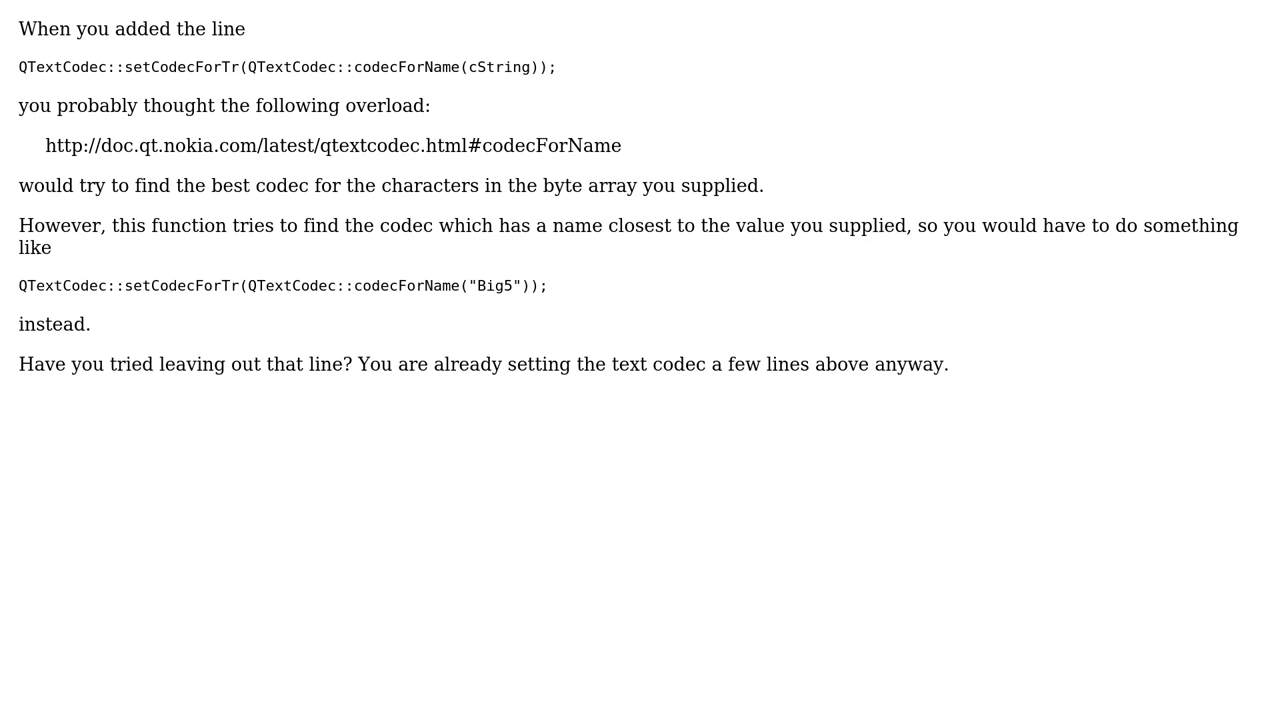 When you added the line
QTextCodec::setCodecForTr(QTextCodec::codecForName(cString));
you probably thought the following overload:
http://doc.qt.nokia.com/latest/qtextcodec.html#codecForName
would try to find the best codec for the characters in the byte array you supplied.
However, this function tries to find the codec which has a name closest to the value you supplied, so you would have to do something
like
QTextCodec::setCodecForTr(QTextCodec::codecForName("Big5"));
instead.
Have you tried leaving out that line? You are already setting the text codec a few lines above anyway.